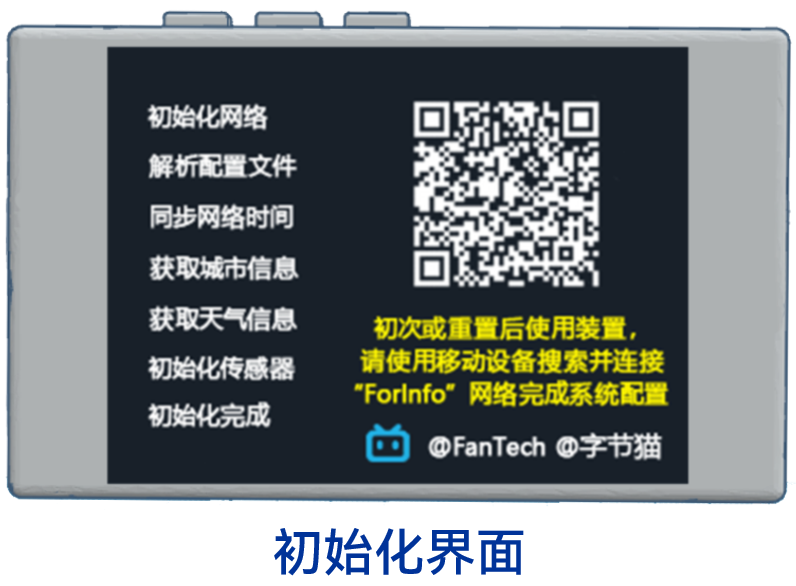 初始化网络
解析配置文件
同步网络时间
获取城市信息
获取天气信息
初始化传感器
初始化完成
初次或重置后使用装置，
请使用移动设备搜索并连接
“ForInfo”网络完成系统配置
@FanTech @字节猫
初始化界面